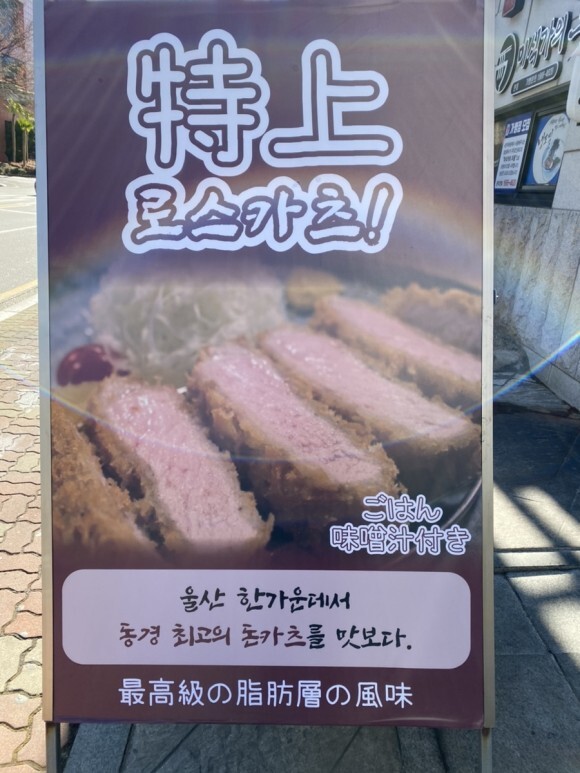 特上
로스카츠!
ごはん
味噌汁付き
울산 한가운데서
동경 최고의 돈카츠를 맛보다.
最高級の脂肪層の風味